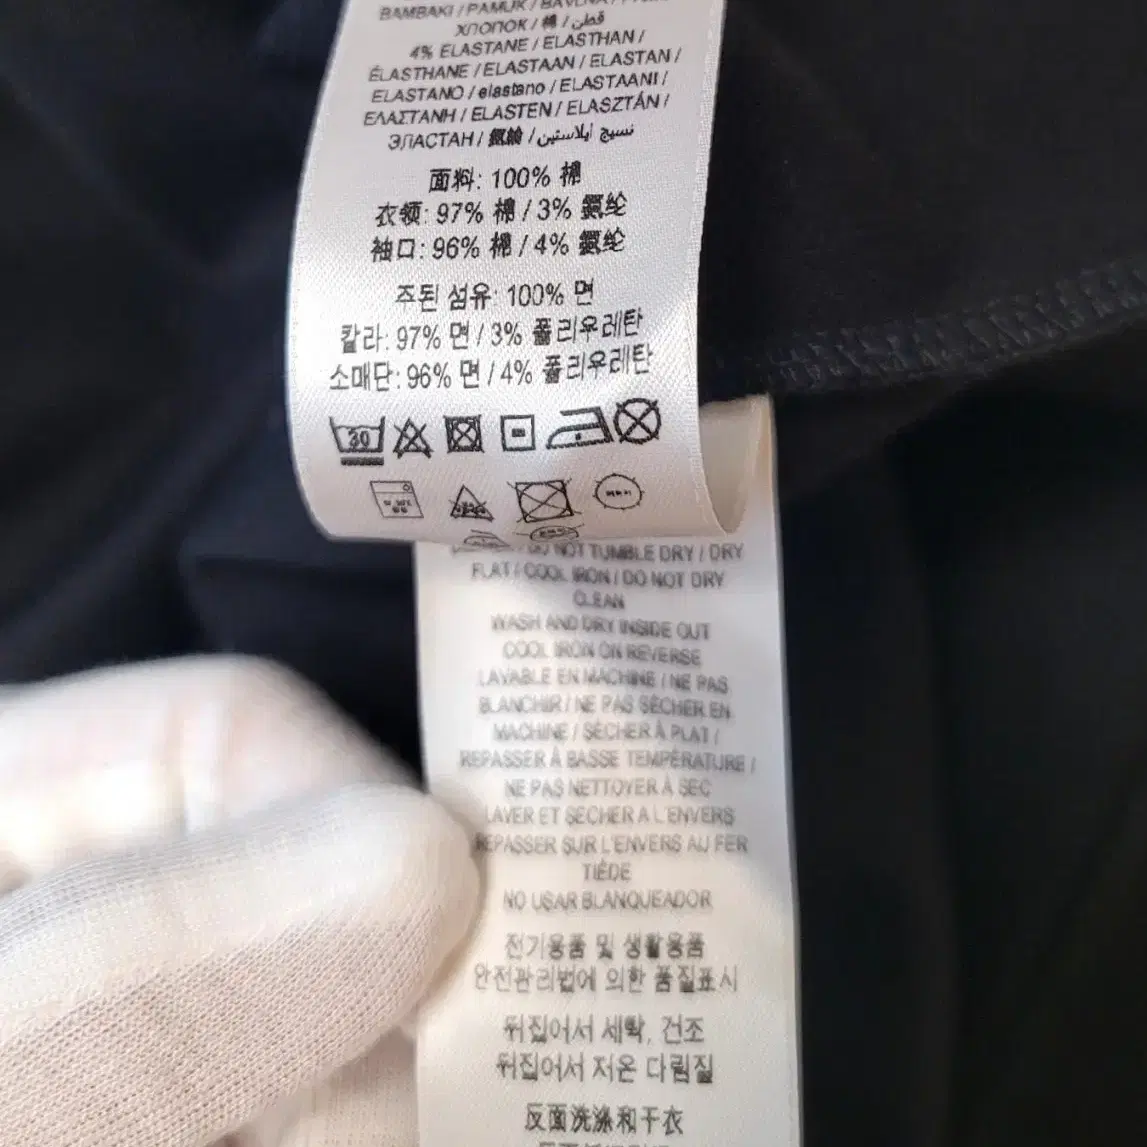 BAMBAKI / PAMUK / BAVLNA /
ХЛОПОК / 棉 / قطن
4% ELASTANE / ELASTHAN /
ÉLASTHANE / ELASTAAN / ELASTAN /
ELASTANO / elastano / ELASTAANI /
ΕΛΑΣΤΑΝΗ / ELASTEN / ELASZTÁN /
ЭЛАСТАН / 氨綸 / نسيج إيلاستين
面料: 100% 棉
衣领: 97% 棉 / 3% 氨纶
袖口: 96% 棉 / 4% 氨纶
주된 섬유: 100% 면
칼라: 97% 면 / 3% 폴리우레탄
소매단: 96% 면 / 4% 폴리우레탄
30
DO NOT TUMBLE DRY / DRY
FLAT / COOL IRON / DO NOT DRY
CLEAN
WASH AND DRY INSIDE OUT
COOL IRON ON REVERSE
LAVABLE EN MACHINE / NE PAS
BLANCHIR / NE PAS SÉCHER EN
MACHINE / SÉCHER À PLAT /
REPASSER À BASSE TEMPÉRATURE /
NE PAS NETTOYER À SEC
LAVER ET SECHER A L'ENVERS
REPASSER SUR L'ENVERS AU FER
TIÉDE
NO USAR BLANQUEADOR
전기용품 및 생활용품
안전관리법에 의한 품질표시
뒤집어서 세탁, 건조
뒤집어서 저온 다림질
反面洗涤和干衣